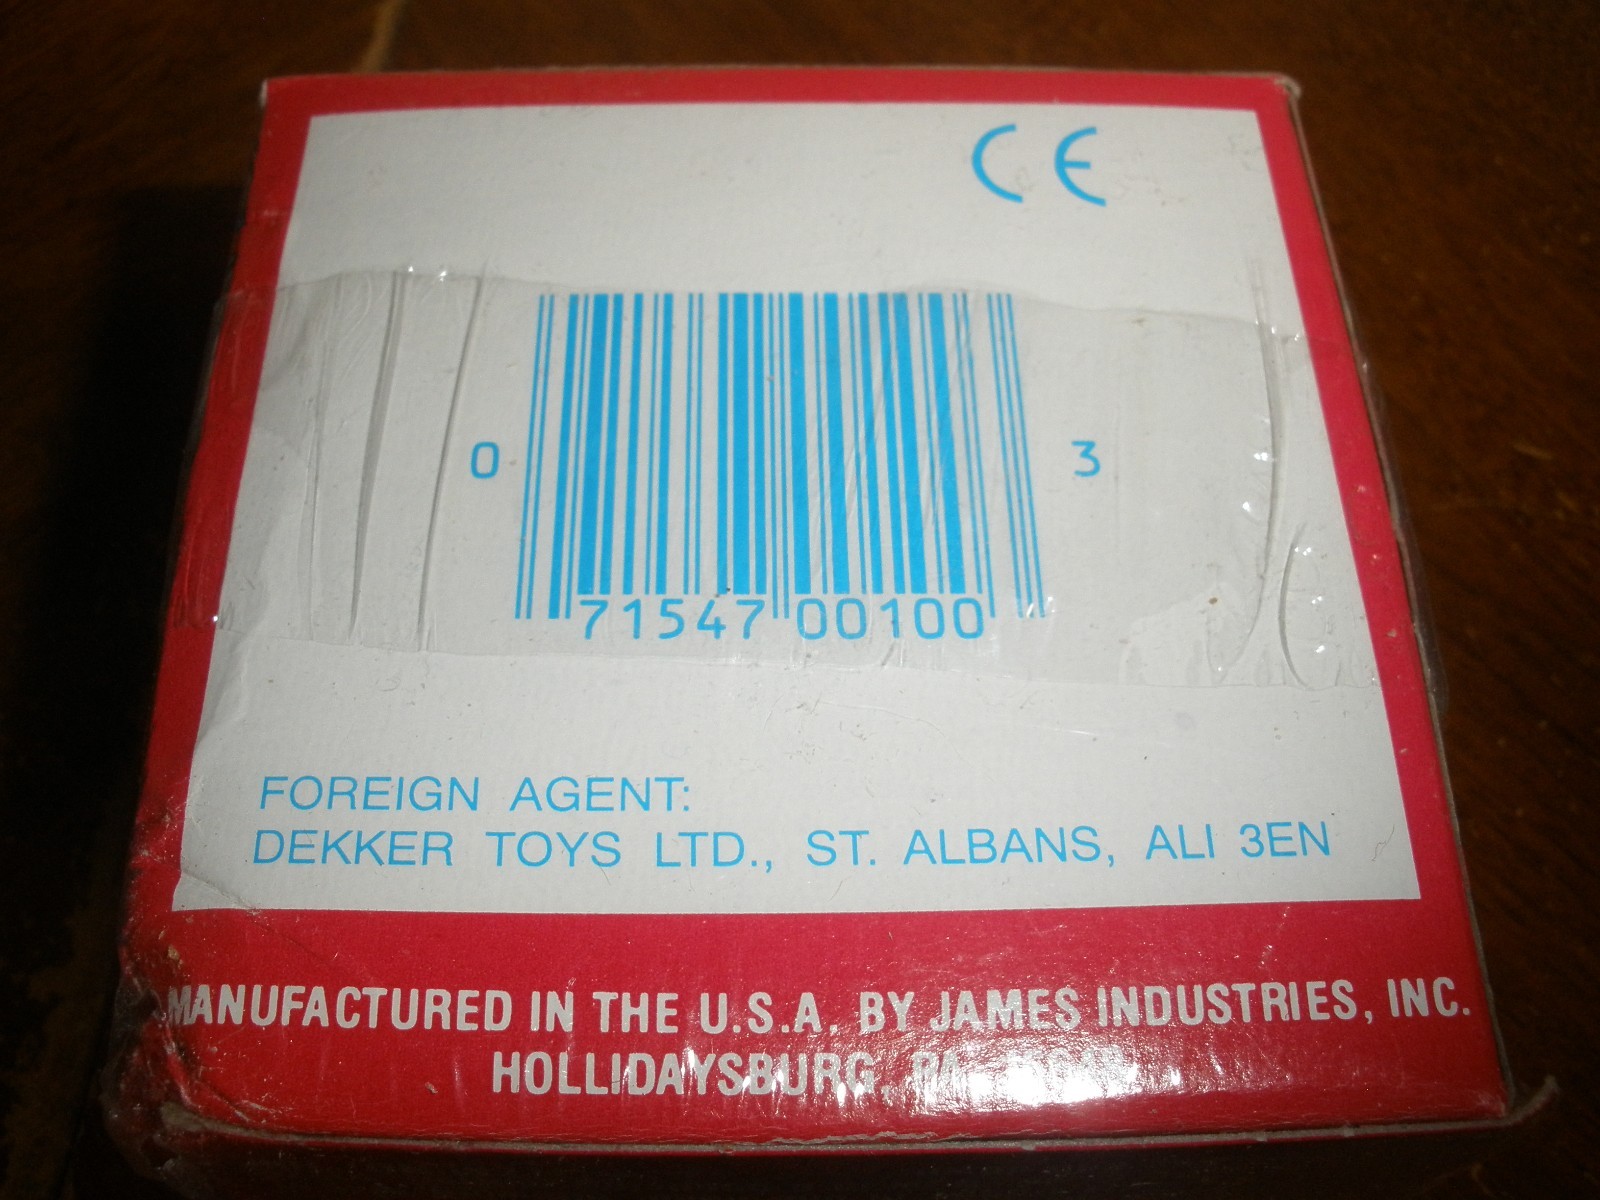 CE
0 71547 00100 3
FOREIGN AGENT:
DEKKER TOYS LTD., ST. ALBANS, ALI 3EN
MANUFACTURED IN THE U.S.A. BY JAMES INDUSTRIES, INC.
HOLLIDAYSBURG, PA